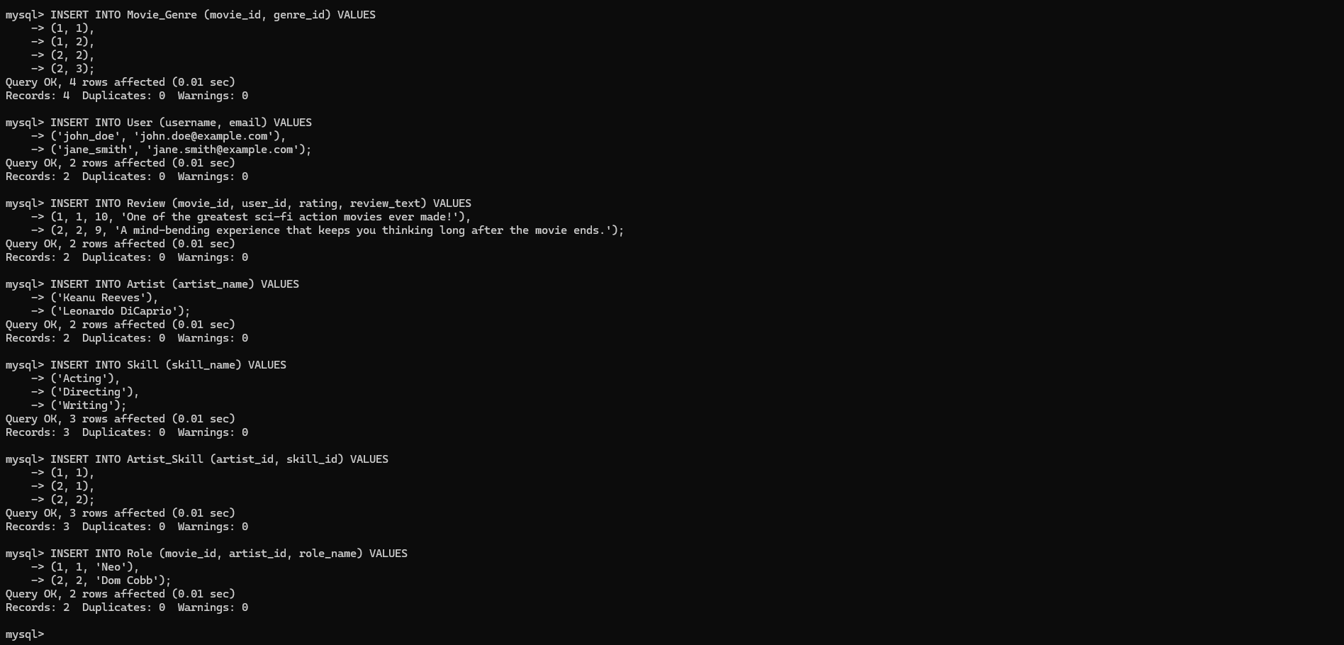 mysql> INSERT INTO Movie_Genre (movie_id, genre_id) VALUES
    -> (1, 1),
    -> (1, 2),
    -> (2, 2),
    -> (2, 3);
Query OK, 4 rows affected (0.01 sec)
Records: 4  Duplicates: 0  Warnings: 0

mysql> INSERT INTO User (username, email) VALUES
    -> ('john_doe', 'john.doe@example.com'),
    -> ('jane_smith', 'jane.smith@example.com');
Query OK, 2 rows affected (0.01 sec)
Records: 2  Duplicates: 0  Warnings: 0

mysql> INSERT INTO Review (movie_id, user_id, rating, review_text) VALUES
    -> (1, 1, 10, 'One of the greatest sci-fi action movies ever made!'),
    -> (2, 2, 9, 'A mind-bending experience that keeps you thinking long after the movie ends.');
Query OK, 2 rows affected (0.01 sec)
Records: 2  Duplicates: 0  Warnings: 0

mysql> INSERT INTO Artist (artist_name) VALUES
    -> ('Keanu Reeves'),
    -> ('Leonardo DiCaprio');
Query OK, 2 rows affected (0.01 sec)
Records: 2  Duplicates: 0  Warnings: 0

mysql> INSERT INTO Skill (skill_name) VALUES
    -> ('Acting'),
    -> ('Directing'),
    -> ('Writing');
Query OK, 3 rows affected (0.01 sec)
Records: 3  Duplicates: 0  Warnings: 0

mysql> INSERT INTO Artist_Skill (artist_id, skill_id) VALUES
    -> (1, 1),
    -> (2, 1),
    -> (2, 2);
Query OK, 3 rows affected (0.01 sec)
Records: 3  Duplicates: 0  Warnings: 0

mysql> INSERT INTO Role (movie_id, artist_id, role_name) VALUES
    -> (1, 1, 'Neo'),
    -> (2, 2, 'Dom Cobb');
Query OK, 2 rows affected (0.01 sec)
Records: 2  Duplicates: 0  Warnings: 0

mysql>